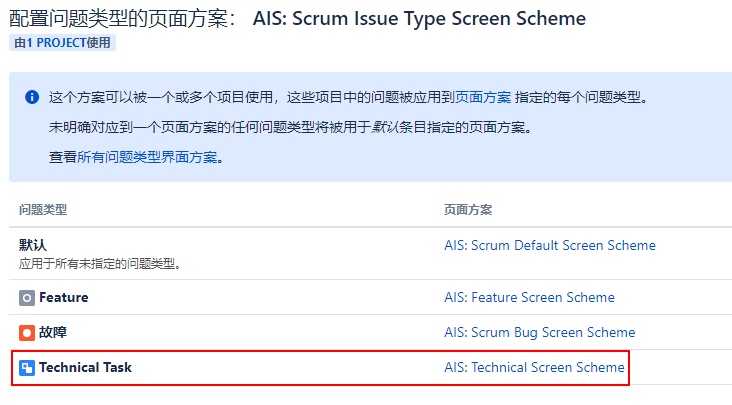 配置问题类型的页面方案： AIS: Scrum Issue Type Screen Scheme
由1 PROJECT使用
这个方案可以被一个或多个项目使用，这些项目中的问题被应用到页面方案 指定的每个问题类型。
未明确对应到一个页面方案的任何问题类型将被用于默认条目指定的页面方案。
查看所有问题类型界面方案。
问题类型 页面方案
默认 AIS: Scrum Default Screen Scheme
应用于所有未指定的问题类型。
Feature AIS: Feature Screen Scheme
故障 AIS: Scrum Bug Screen Scheme
Technical Task AIS: Technical Screen Scheme